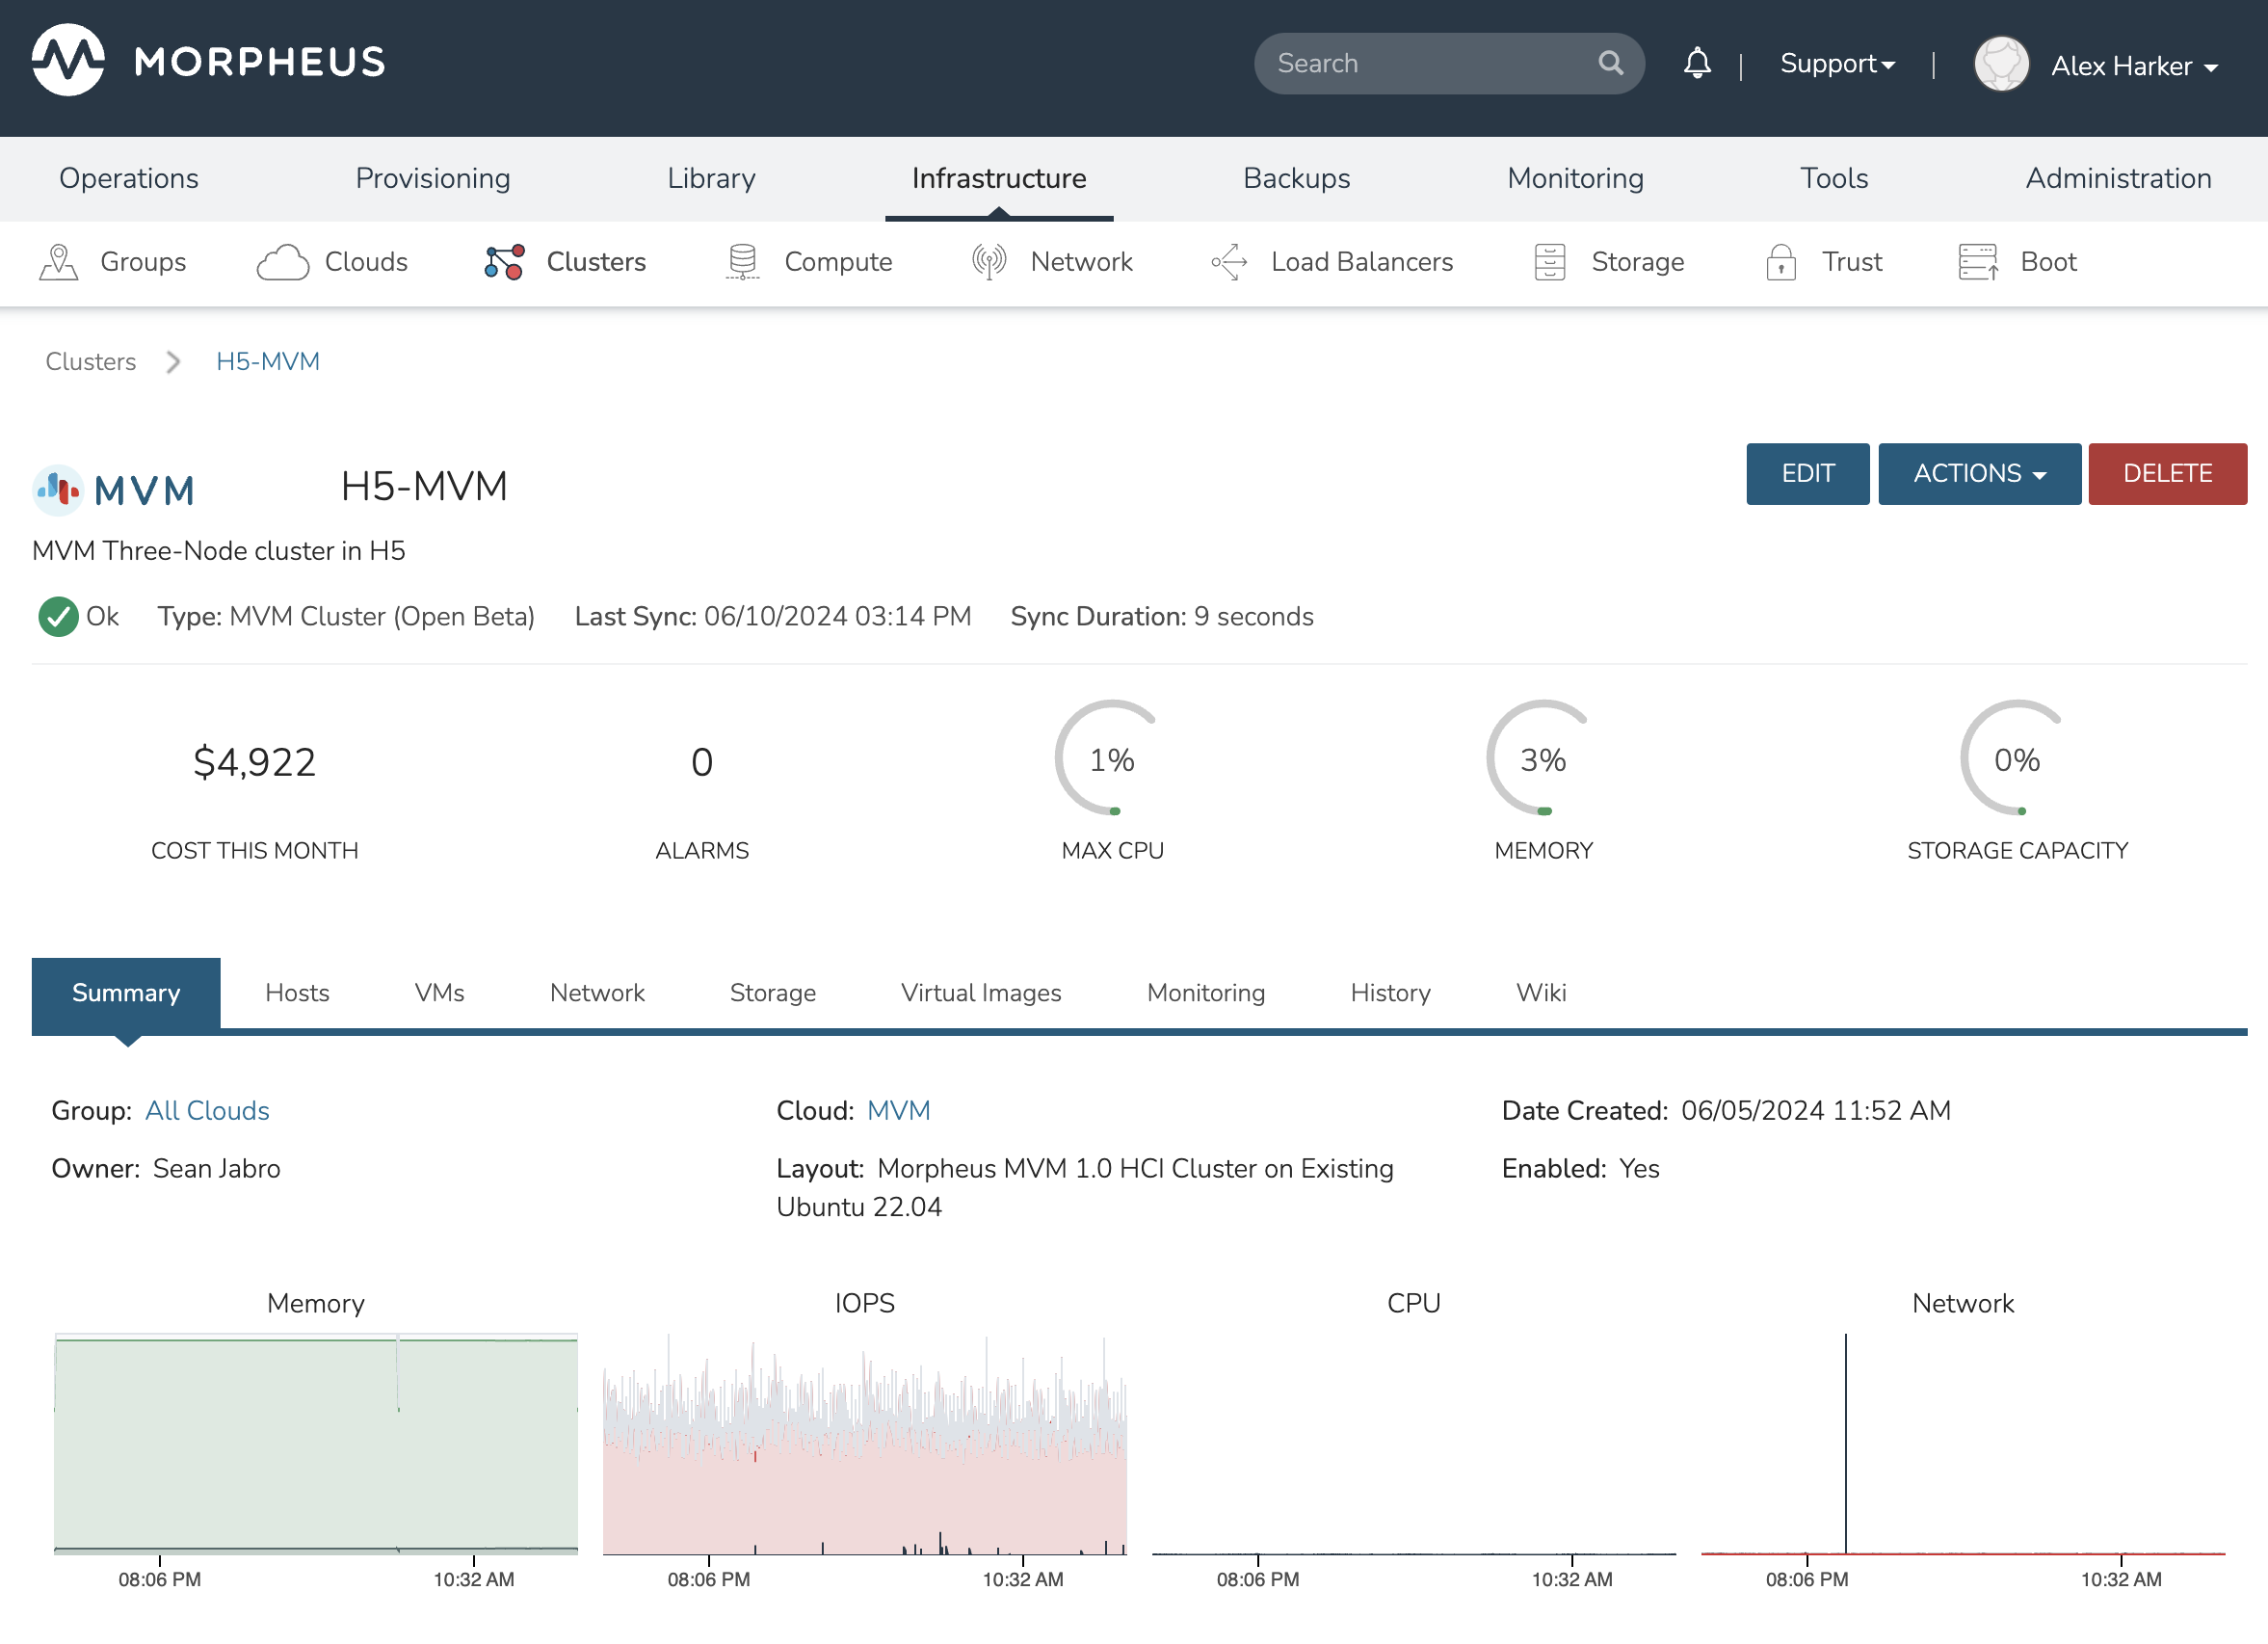 MORPHEUS
Search
Support
Alex Harker
Operations Provisioning Library Infrastructure Backups Monitoring Tools Administration
Groups Clouds Clusters Compute Network Load Balancers Storage Trust Boot
Clusters H5-MVM
MVM H5-MVM
EDIT ACTIONS DELETE
MVM Three-Node cluster in H5
Ok Type: MVM Cluster (Open Beta) Last Sync: 06/10/2024 03:14 PM Sync Duration: 9 seconds
$4,922 0 1% 3% 0%
COST THIS MONTH ALARMS MAX CPU MEMORY STORAGE CAPACITY
Summary Hosts VMs Network Storage Virtual Images Monitoring History Wiki
Group: All Clouds Cloud: MVM Date Created: 06/05/2024 11:52 AM
Owner: Sean Jabro Layout: Morpheus MVM 1.0 HCI Cluster on Existing Enabled: Yes
Ubuntu 22.04
Memory IOPS CPU Network
08:06 PM 10:32 AM 08:06 PM 10:32 AM 08:06 PM 10:32 AM 08:06 PM 10:32 AM